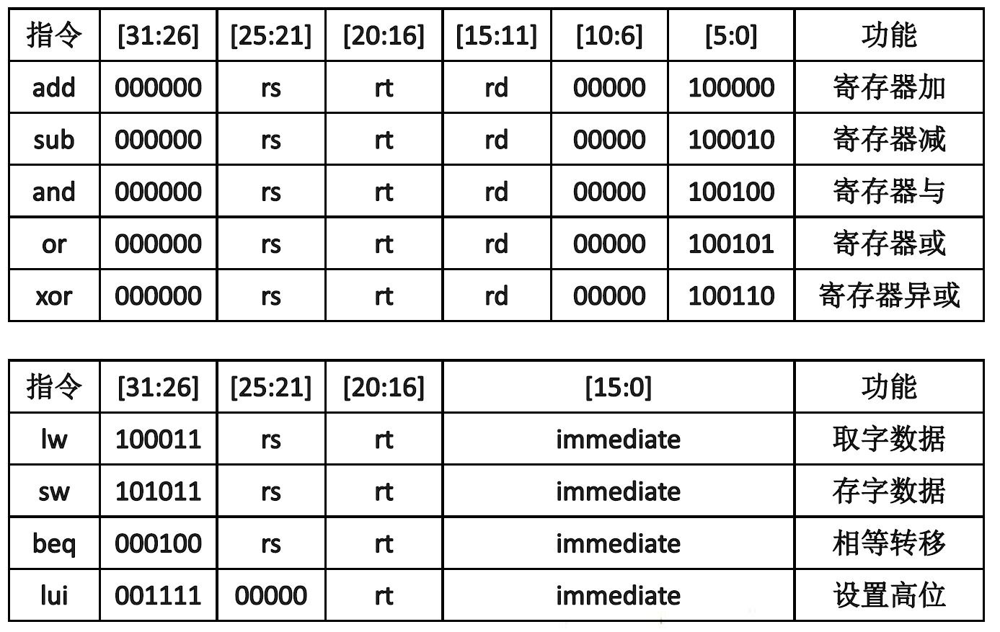 指令 [31:26] [25:21] [20:16] [15:11] [10:6] [5:0] 功能
add 000000 rs rt rd 00000 100000 寄存器加
sub 000000 rs rt rd 00000 100010 寄存器减
and 000000 rs rt rd 00000 100100 寄存器与
or 000000 rs rt rd 00000 100101 寄存器或
xor 000000 rs rt rd 00000 100110 寄存器异或
指令 [31:26] [25:21] [20:16] [15:0] 功能
lw 100011 rs rt immediate 取字数据
sw 101011 rs rt immediate 存字数据
beq 000100 rs rt immediate 相等转移
lui 001111 00000 rt immediate 设置高位